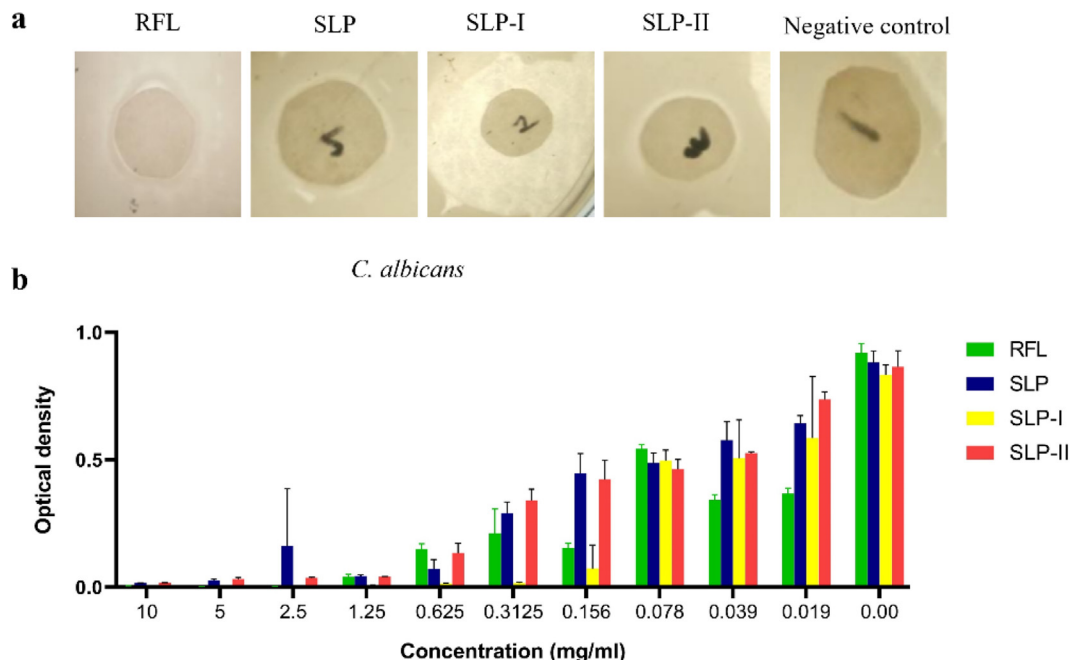 a
RFL SLP SLP-I SLP-II Negative control
C. albicans
b
1.0
0.5
0.0
Optical density
RFL
SLP
SLP-I
SLP-II
10 5 2.5 1.25 0.625 0.3125 0.156 0.078 0.039 0.019 0.00
Concentration (mg/ml)